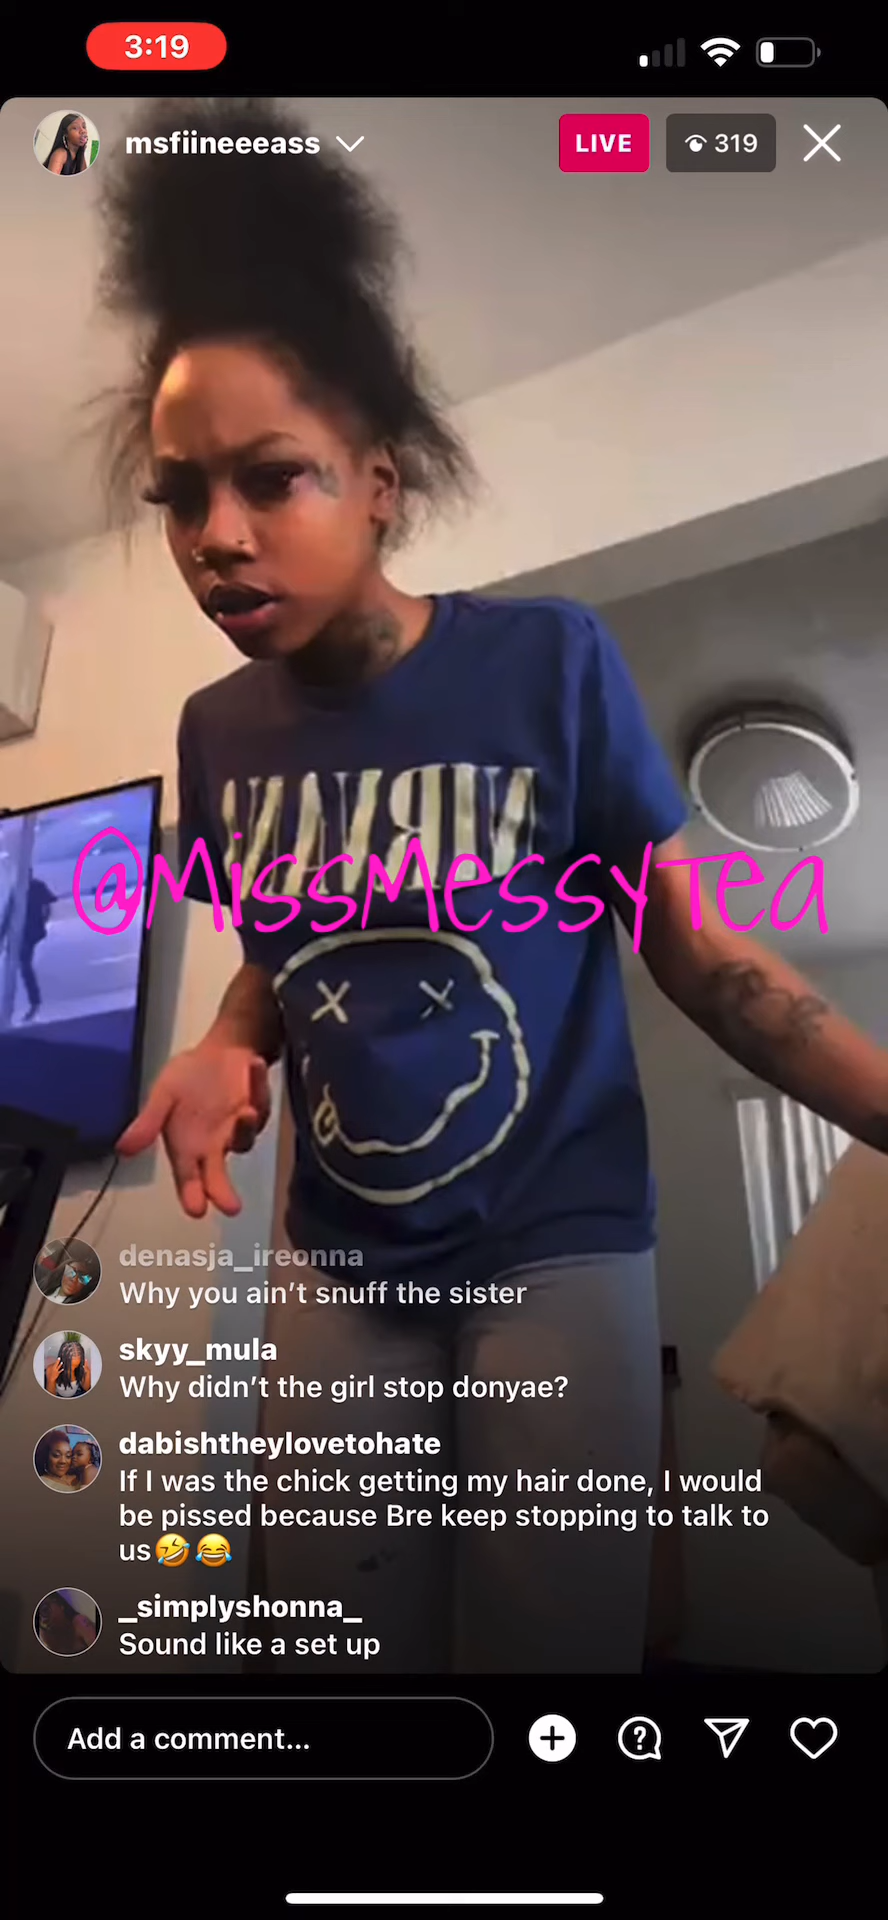 3:19
msfiineeeass
LIVE
319
NIRVANA
@MissMessyTea
denasja_ireonna
Why you ain't snuff the sister
skyy_mula
Why didn't the girl stop donyae?
dabishtheylovetohate
If I was the chick getting my hair done, I would
be pissed because Bre keep stopping to talk to
us🤣😂
_simplyshonna_
Sound like a set up
Add a comment...